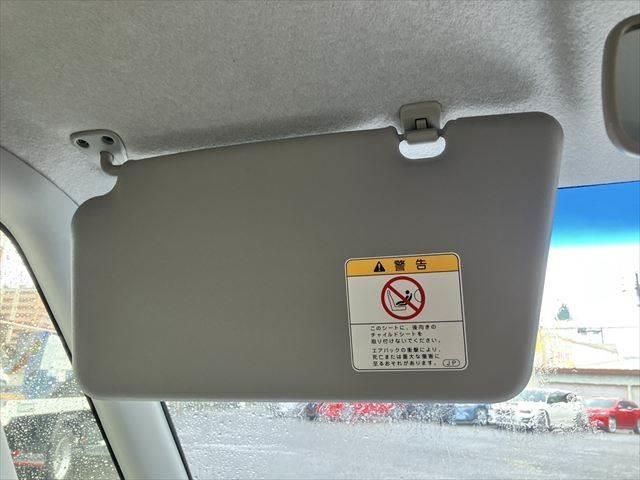 警告
このシートに、後向きの
チャイルドシートを
取り付けないでください。
エアバックの衝撃により、
死亡または重大な傷害に
至るおそれがあります。 JP